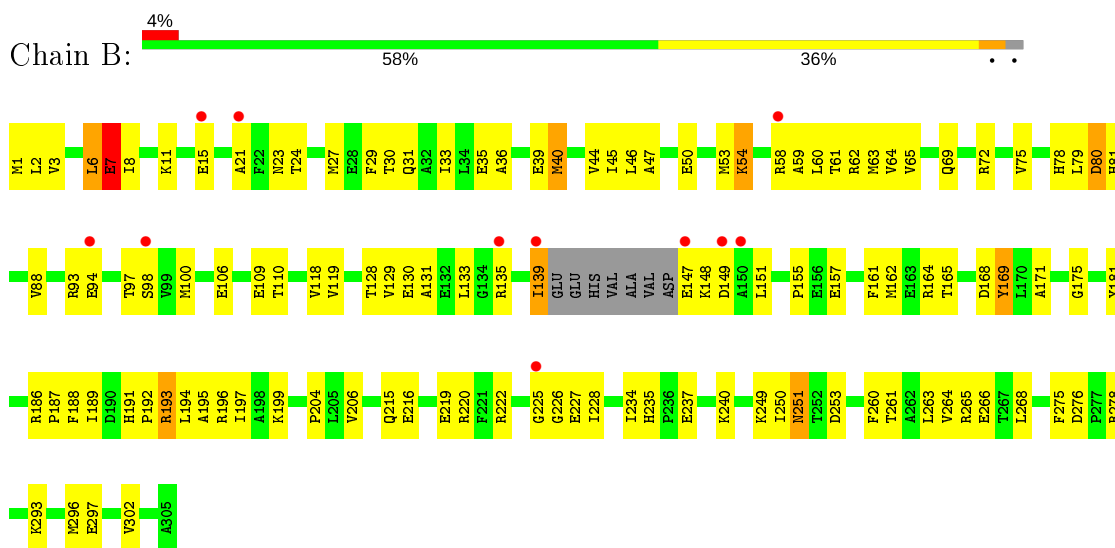 4%
Chain B:
58% 36% • •
M1 L2 V3 L6 E7 I8 K11 E15 A21 F22 N23 T24 M27 E28 F29 T30 Q31 A32 I33 L34 E35 A36 E39 M40 V44 I45 L46 A47 E50 M53 K54 R58 A59 L60 T61 R62 M63 V64 V65 Q69 R72 V75 H78 L79 D80 H81
V88 R93 E94 T97 S98 V99 M100 E106 E109 T110 V118 V119 T128 V129 E130 A131 E132 L133 G134 R135 I139 GLU GLU HIS VAL ALA VAL ASP E147 K148 D149 A150 L151 P155 E156 E157 F161 M162 E163 R164 T165 D168 Y169 L170 A171 G175
R186 P187 F188 I189 D190 H191 P192 R193 L194 A195 R196 I197 A198 K199 P204 L205 V206 Q215 E216 E219 R220 F221 R222 G225 G226 E227 I228 I234 H235 P236 E237 K240 K249 I250 N251 T252 D253 F260 T261 A262 L263 V264 R265 E266 T267 L268 F275 D276 P277
K293 M296 E297 V302 A305